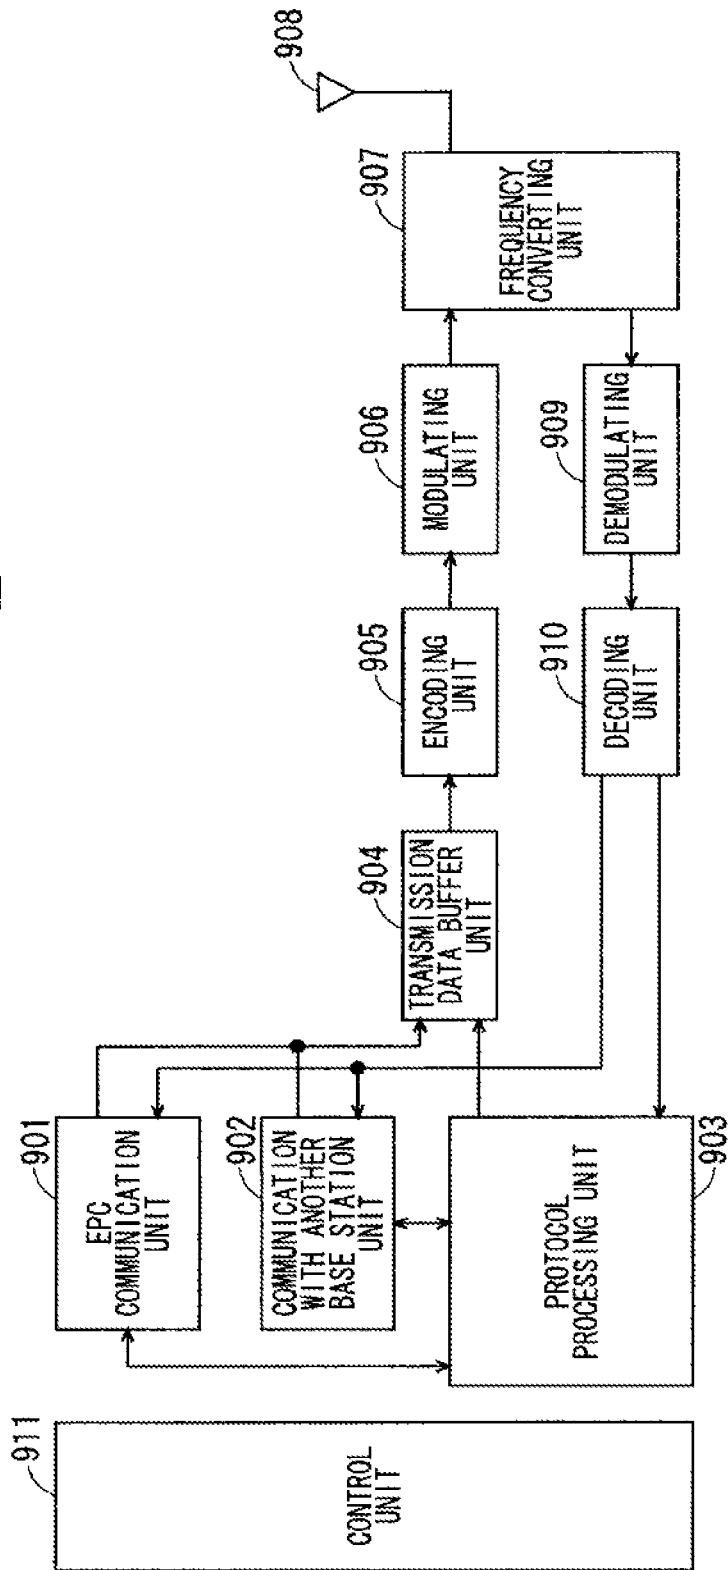 911
CONTROL
UNIT
901
EPC
COMMUNICATION
UNIT
902
COMMUNICATION
WITH ANOTHER
BASE STATION
UNIT
PROTOCOL
PROCESSING UNIT
903
904
TRANSMISSION
DATA BUFFER
UNIT
905
ENCODING
UNIT
906
MODULATING
UNIT
907
FREQUENCY
CONVERTING
UNIT
908
909
DEMODULATING
UNIT
910
DECODING
UNIT